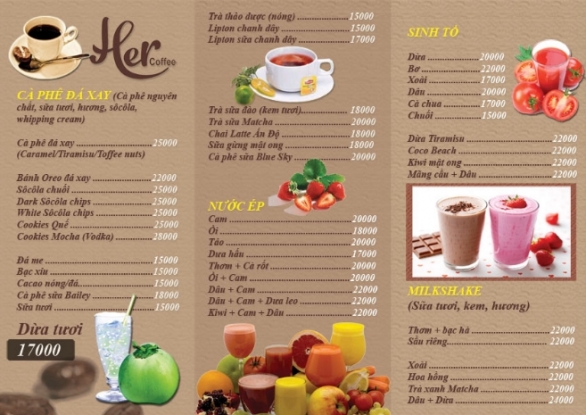 Her
Coffeo
CÀ PHÊ ĐÁ XAY (Cà phê nguyên
chất, sữa tươi, hương, sôcôla,
whipping cream)
Cà phê đá xay 25000
(Caramel/Tiramisu/Toffee nuts)
Bánh Oreo đá xay 22000
Sôcôla chuối 25000
Dark Sôcôla chips 25000
White Sôcôla chips 25000
Cookies Quế 25000
Cookies Mocha (Vodka) 28000
Đá me 15000
Bạc xỉu 15000
Cacao nóng/đá 15000
Cà phê sữa Bailey 18000
Sữa tươi 15000
Dừa tươi
17000
Trà thảo dược (nóng) 15000
Lipton chanh dây 15000
Lipton sữa chanh dây 17000
Trà sữa đào (kem tươi) 18000
Trà sữa Matcha 20000
Chai Latte Ấn Độ 18000
Sữa gừng mật ong 18000
Cà phê sữa Blue Sky 20000
NƯỚC ÉP
Cam 20000
Ổi 18000
Táo 20000
Dưa hấu 17000
Thơm + Cà rốt 20000
Ổi + Cam 20000
Dâu + Cam 22000
Dâu + Cam + Dưa leo 22000
Kiwi + Cam + Dâu 22000
SINH TỐ
Dừa 20000
Bơ 22000
Xoài 17000
Dâu 20000
Cà chua 17000
Chuối 15000
Dừa Tiramisu 22000
Coco Beach 22000
Kiwi mật ong 22000
Mãng cầu + Dâu 22000
MILKSHAKE
(Sữa tươi, kem, hương)
Thơm + bạc hà 22000
Sầu riêng 22000
Xoài 22000
Hoa hồng 22000
Trà xanh Matcha 22000
Dâu + Dừa 24000